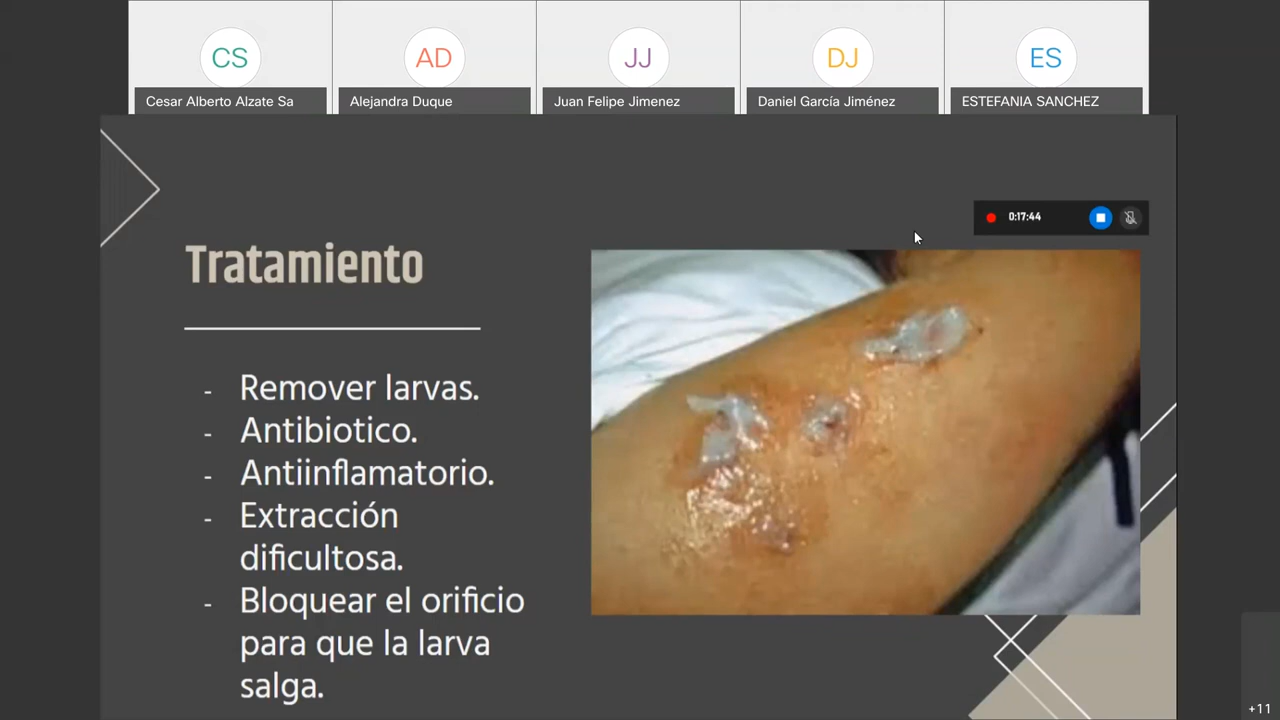 CS
AD
JJ
DJ
ES
Cesar Alberto Alzate Sa
Alejandra Duque
Juan Felipe Jimenez
Daniel García Jiménez
ESTEFANIA SANCHEZ
0:17:44
Tratamiento
- Remover larvas.
- Antibiotico.
- Antiinflamatorio.
- Extracción
dificultosa.
- Bloquear el orificio
para que la larva
salga.
+11